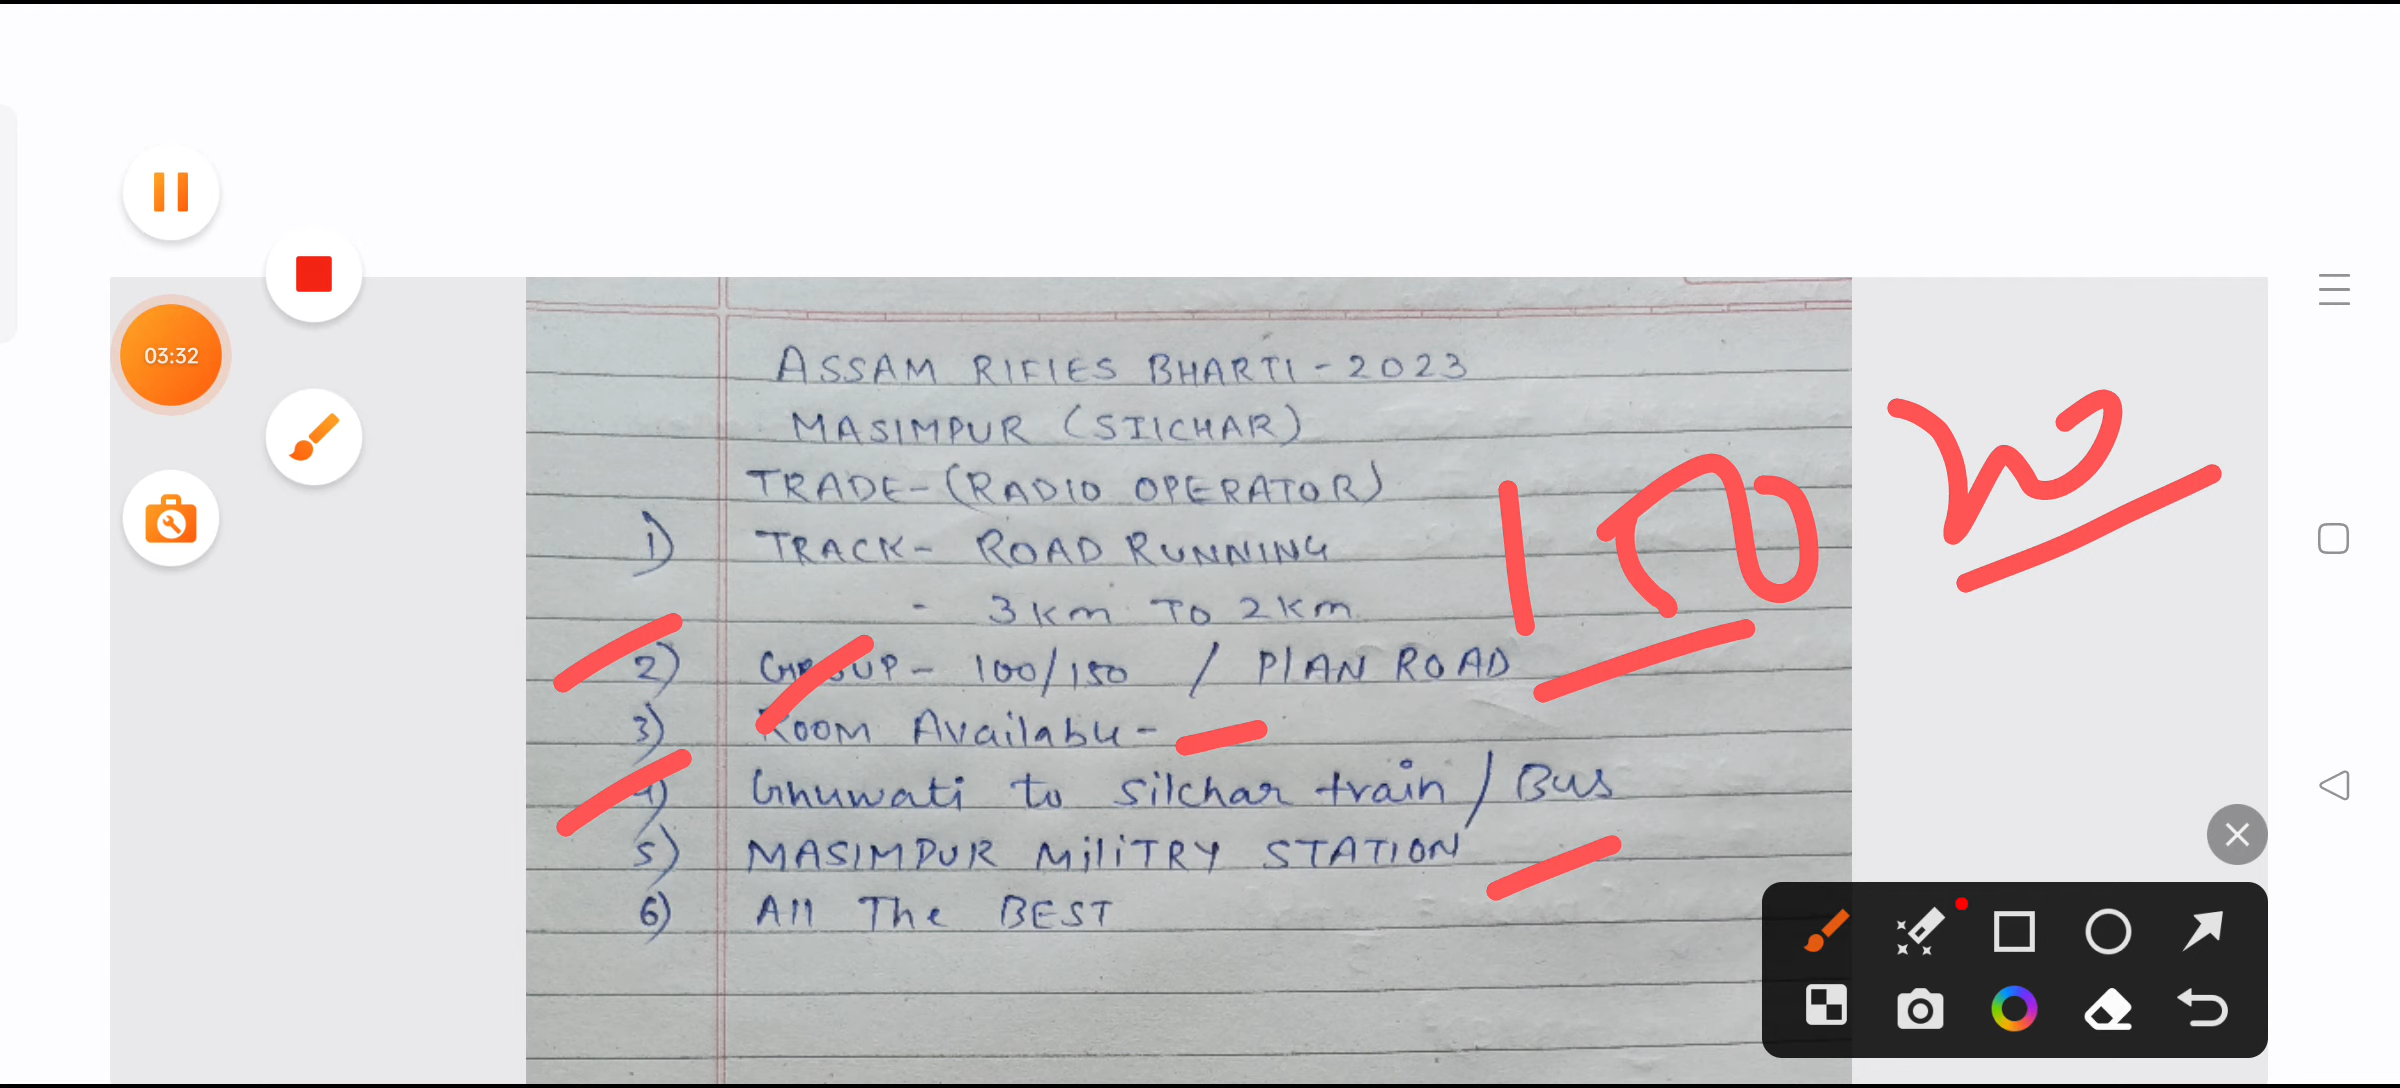 03:32
ASSAM RIFIES BHARTI - 2023
MASIMPUR (SIICHAR)
TRADE - (RADIO OPERATOR)
1) TRACK - ROAD RUNNING
- 3 km TO 2 km
150
2) GROUP - 100/150 / PIAN ROAD
3) Room Availabu -
4) Ghuwati to Silchar train / Bus
5) MASIMPUR MiliTRY STATION
6) All The BEST